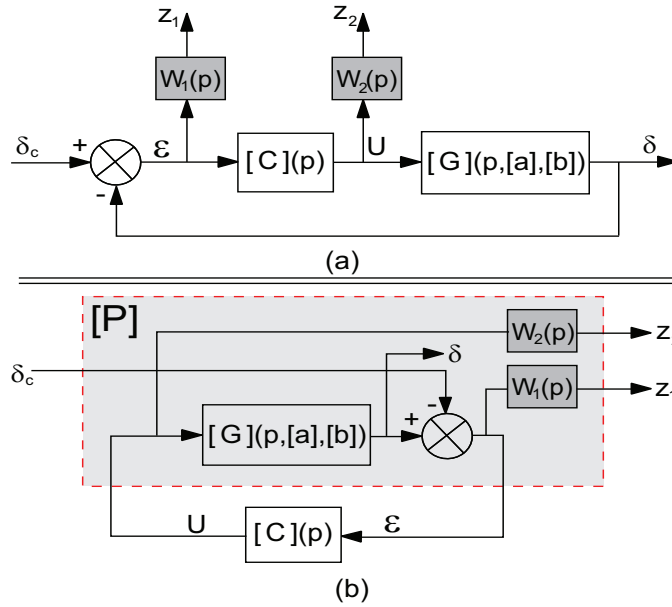 z₁ z₂
W₁(p) W₂(p)
δc + ε [C](p) U [G](p,[a],[b]) δ
-
(a)
[P]
W₂(p) z
δc δ W₁(p) z
-
[G](p,[a],[b]) +
U [C](p) ε
(b)